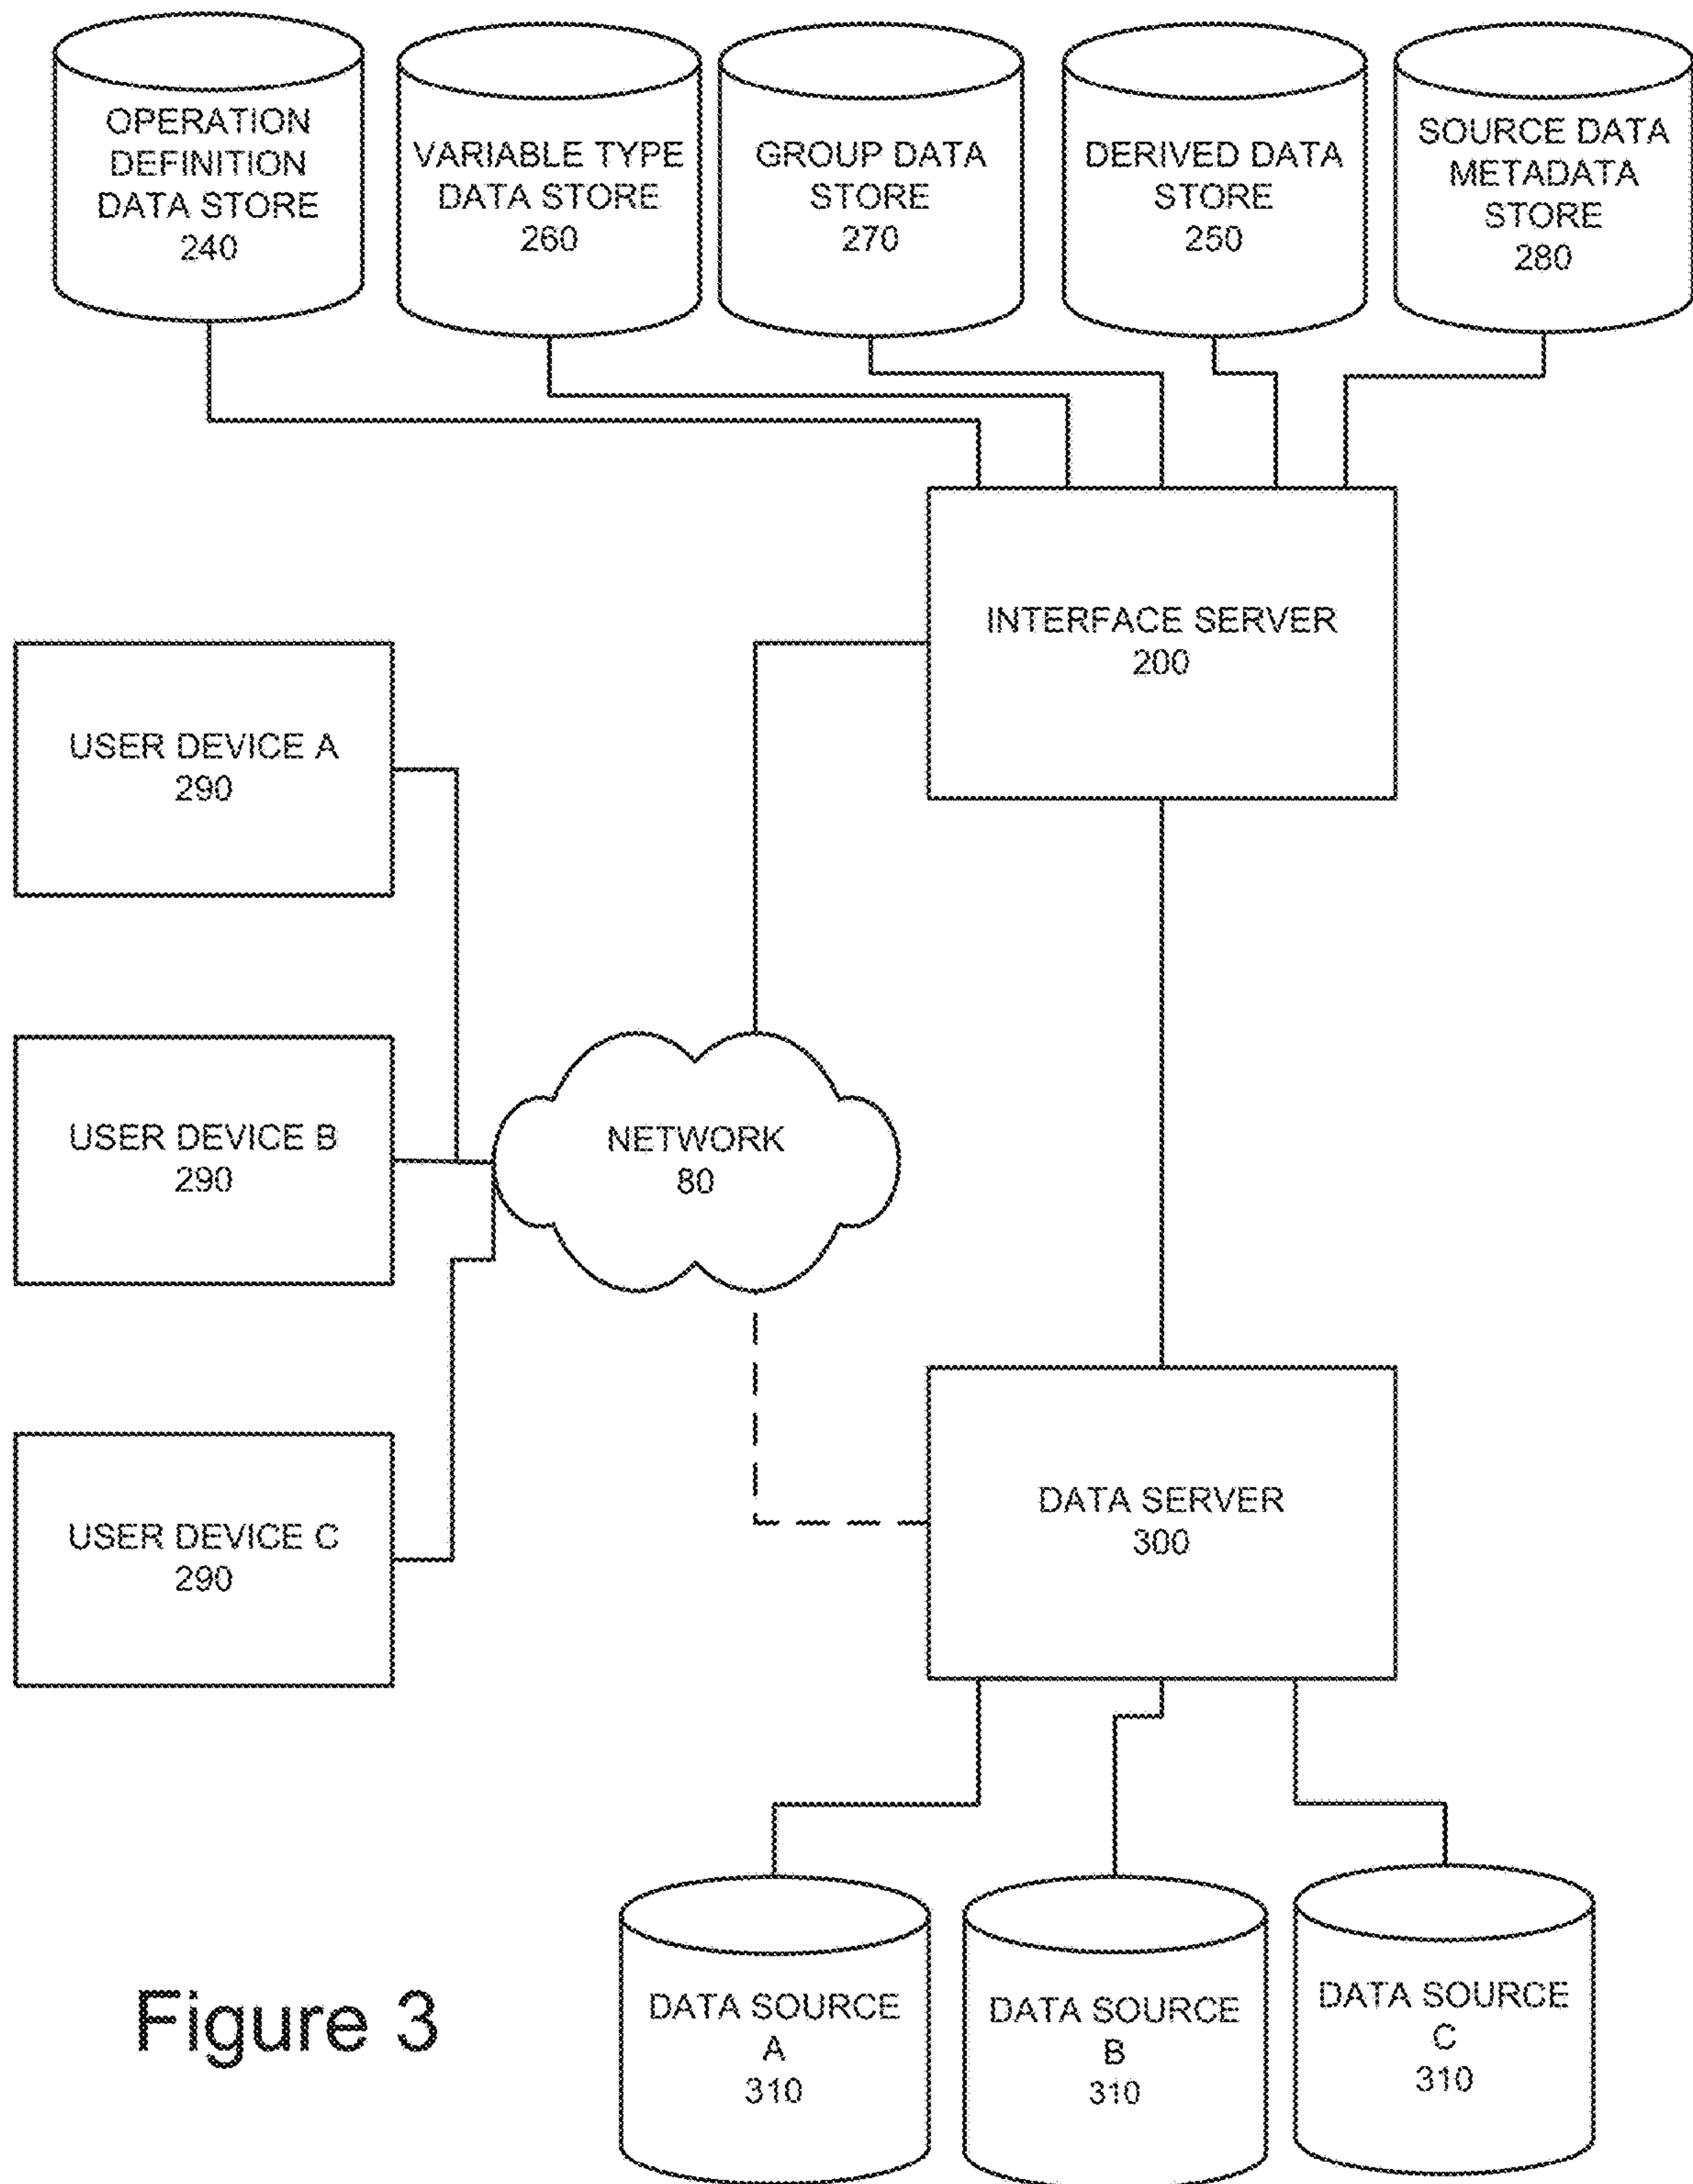 OPERATION
DEFINITION
DATA STORE
240
VARIABLE TYPE
DATA STORE
260
GROUP DATA
STORE
270
DERIVED DATA
STORE
250
SOURCE DATA
METADATA
STORE
280
INTERFACE SERVER
200
USER DEVICE A
290
USER DEVICE B
290
NETWORK
80
USER DEVICE C
290
DATA SERVER
300
DATA SOURCE
A
310
DATA SOURCE
B
310
DATA SOURCE
C
310
Figure 3